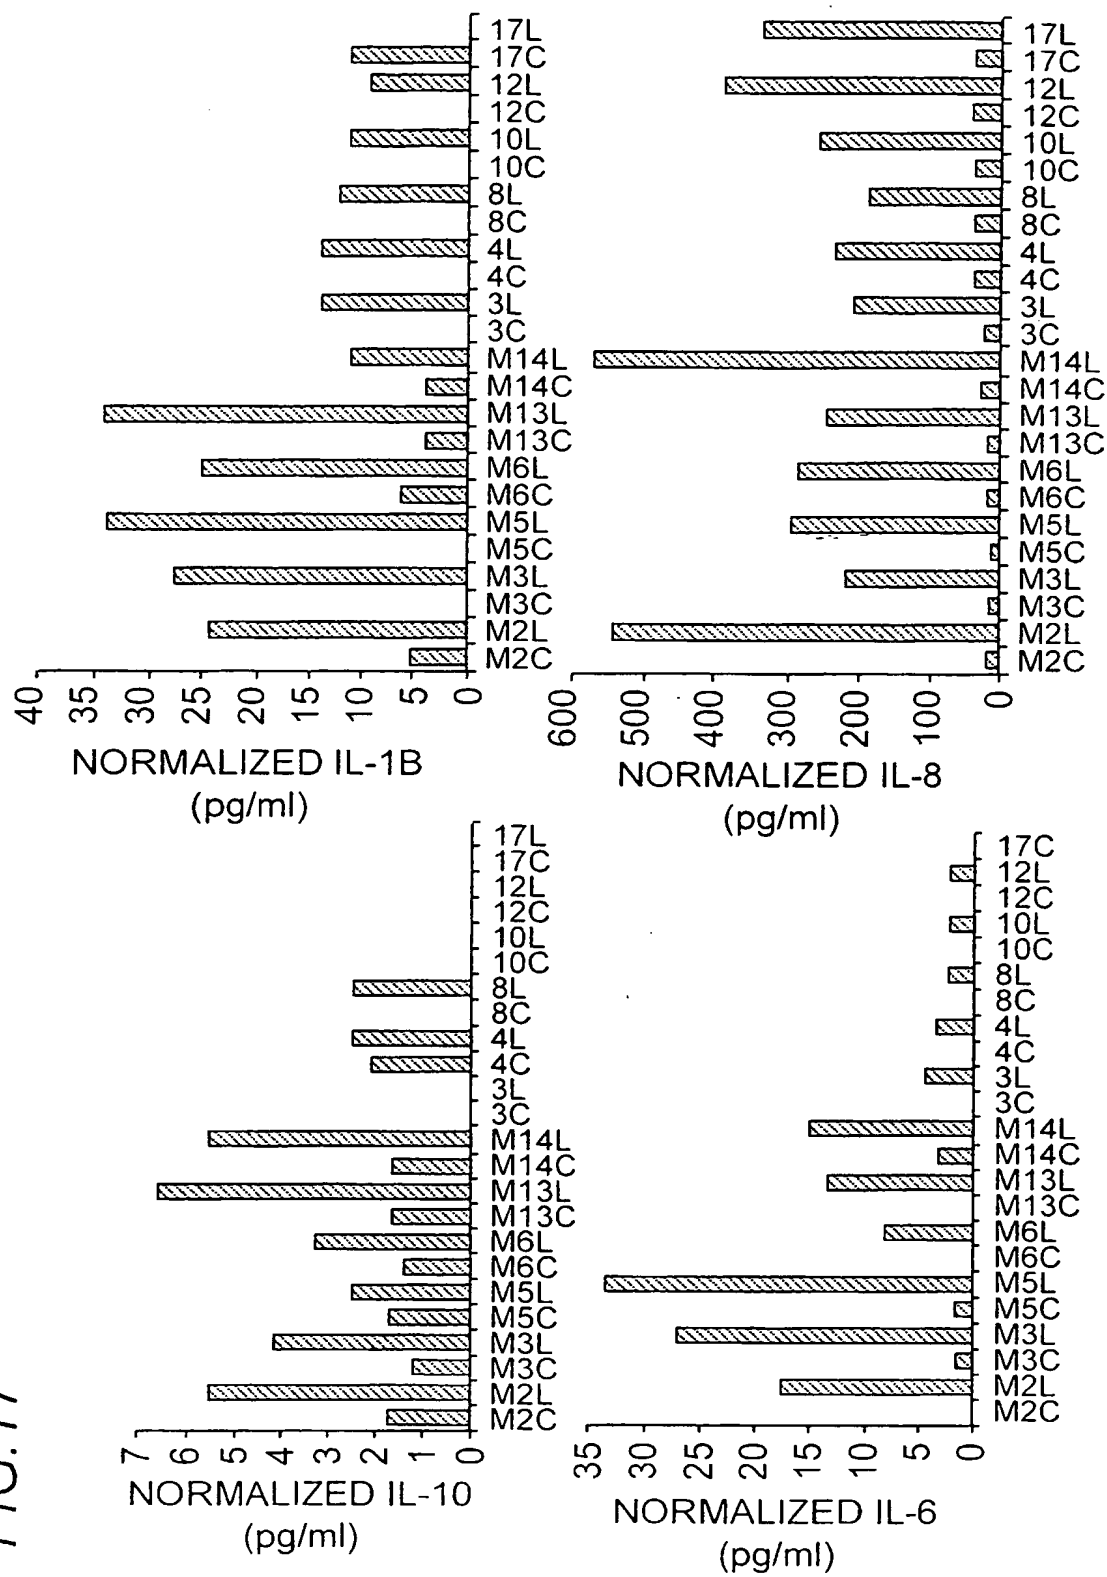 17L
17C
12L
12C
10L
10C
8L
8C
4L
4C
3L
3C
M14L
M14C
M13L
M13C
M6L
M6C
M5L
M5C
M3L
M3C
M2L
M2C
40 35 30 25 20 15 10 5 0
NORMALIZED IL-1B
(pg/ml)
17L
17C
12L
12C
10L
10C
8L
8C
4L
4C
3L
3C
M14L
M14C
M13L
M13C
M6L
M6C
M5L
M5C
M3L
M3C
M2L
M2C
600 500 400 300 200 100 0
NORMALIZED IL-8
(pg/ml)
17L
17C
12L
12C
10L
10C
8L
8C
4L
4C
3L
3C
M14L
M14C
M13L
M13C
M6L
M6C
M5L
M5C
M3L
M3C
M2L
M2C
7 6 5 4 3 2 1 0
NORMALIZED IL-10
(pg/ml)
17C
12L
12C
10L
10C
8L
8C
4L
4C
3L
3C
M14L
M14C
M13L
M13C
M6L
M6C
M5L
M5C
M3L
M3C
M2L
M2C
35 30 25 20 15 10 5 0
NORMALIZED IL-6
(pg/ml)
FIG. 17